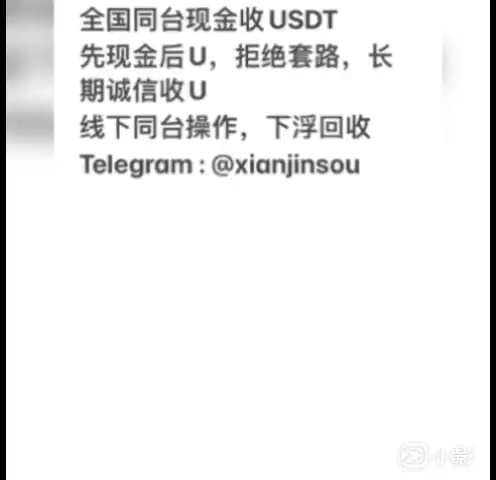 全国同台现金收USDT
先现金后U，拒绝套路，长
期诚信收U
线下同台操作，下浮回收
Telegram : @xianjinsou
小影